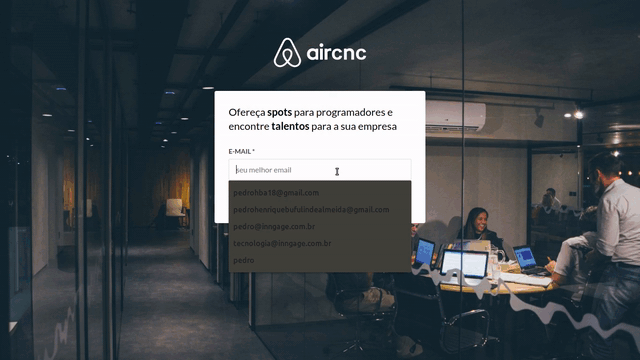 aircnc
Ofereça spots para programadores e
encontre talentos para a sua empresa
E-MAIL *
seu melhor email
pedrohba18@gmail.com
pedrohenriquebufulindealmeida@gmail.com
pedro@inngage.com.br
tecnologia@inngage.com.br
pedro